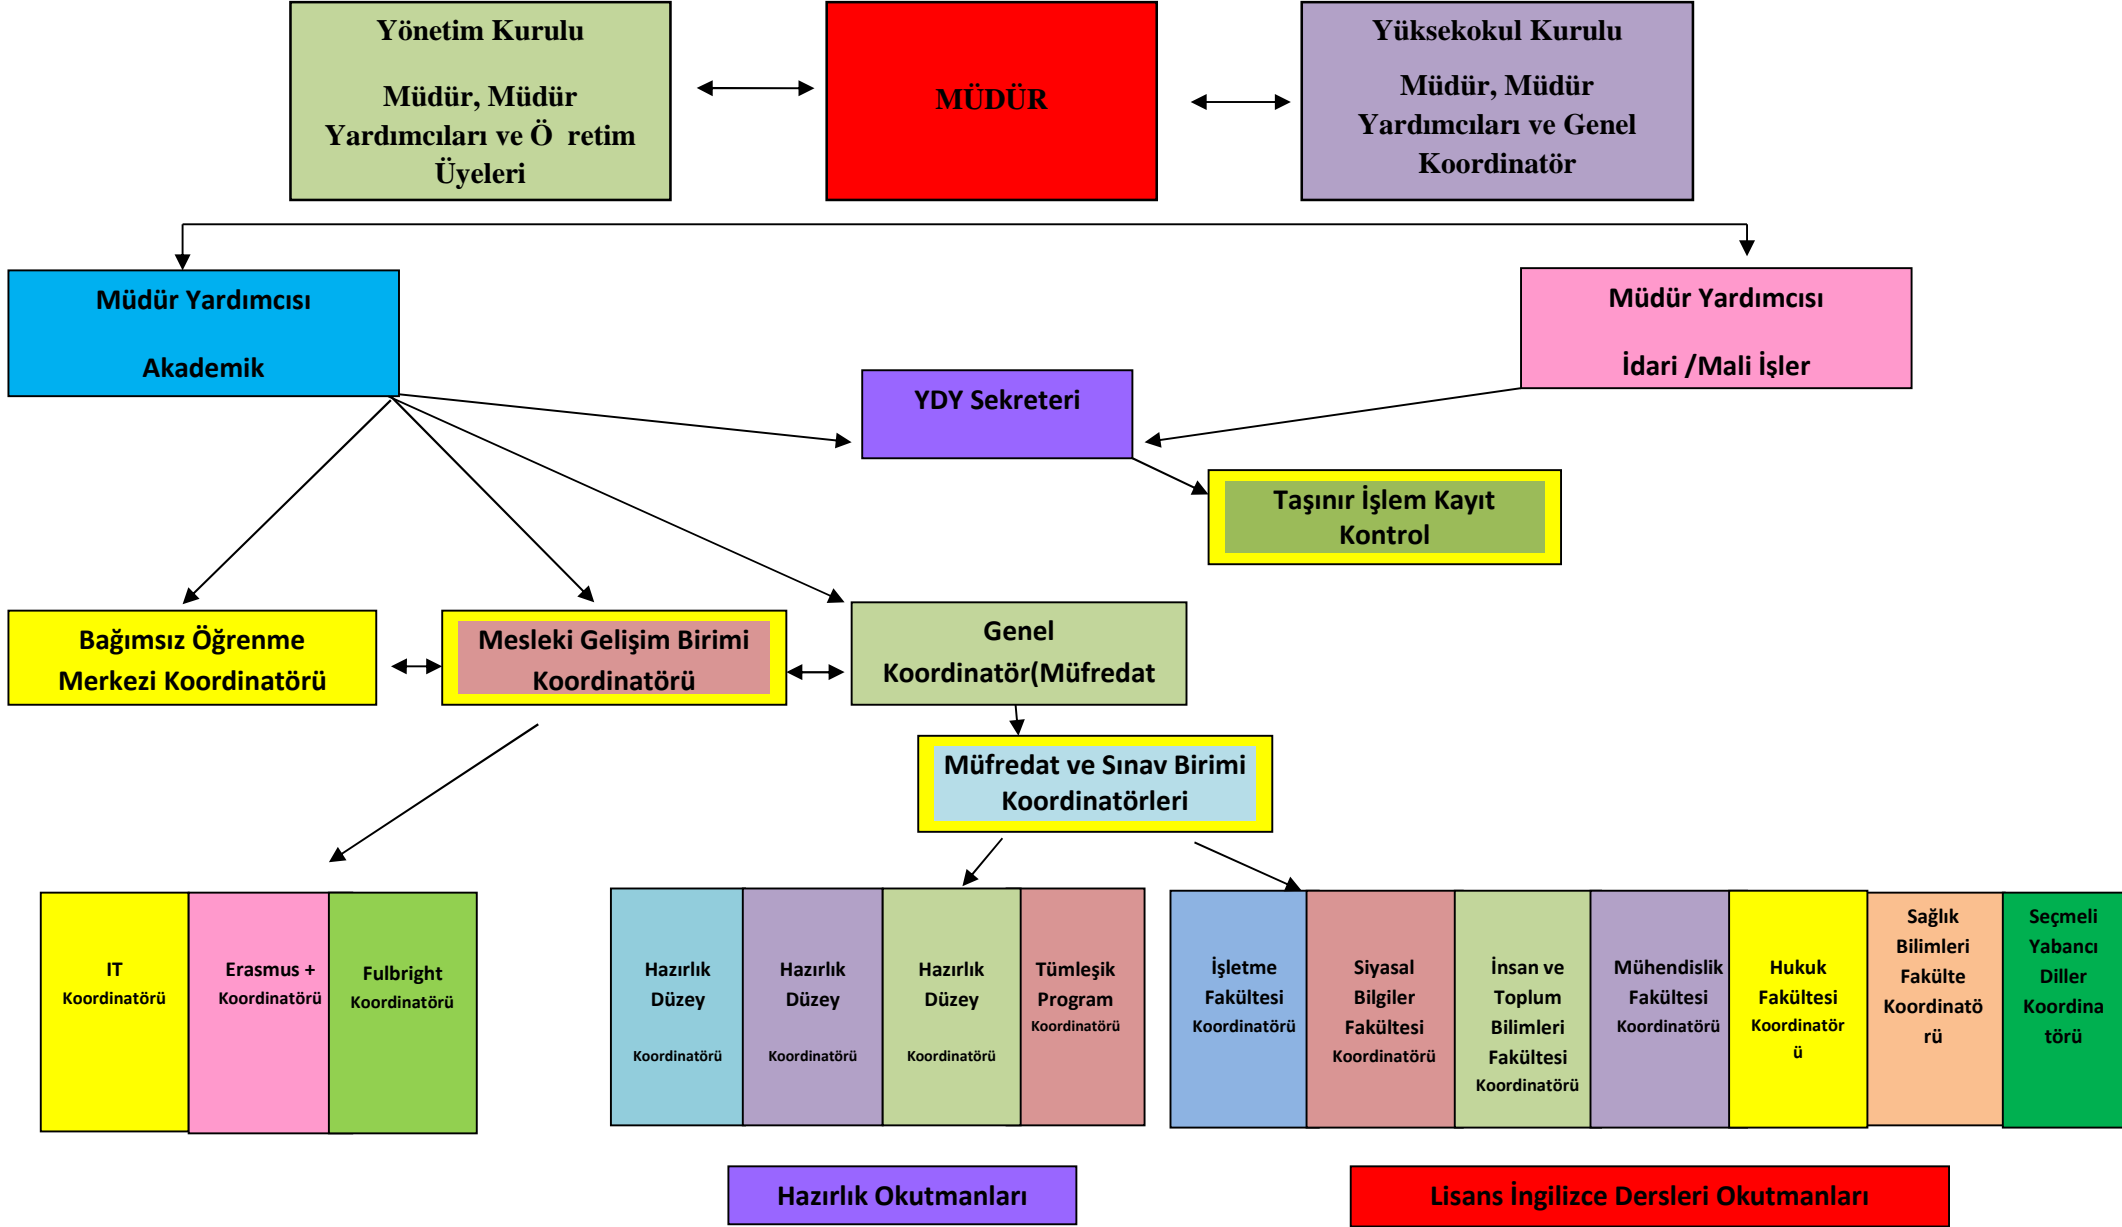 Yönetim Kurulu
Müdür, Müdür
Yardımcıları ve Ö retim
Üyeleri
MÜDÜR
Yüksekokul Kurulu
Müdür, Müdür
Yardımcıları ve Genel
Koordinatör
Müdür Yardımcısı
Akademik
Müdür Yardımcısı
İdari /Mali İşler
YDY Sekreteri
Taşınır İşlem Kayıt
Kontrol
Bağımsız Öğrenme
Merkezi Koordinatörü
Mesleki Gelişim Birimi
Koordinatörü
Genel
Koordinatör(Müfredat
Müfredat ve Sınav Birimi
Koordinatörleri
IT
Koordinatörü
Erasmus +
Koordinatörü
Fulbright
Koordinatörü
Hazırlık
Düzey
Koordinatörü
Hazırlık
Düzey
Koordinatörü
Hazırlık
Düzey
Koordinatörü
Tümleşik
Program
Koordinatörü
İşletme
Fakültesi
Koordinatörü
Siyasal
Bilgiler
Fakültesi
Koordinatörü
İnsan ve
Toplum
Bilimleri
Fakültesi
Koordinatörü
Mühendislik
Fakültesi
Koordinatörü
Hukuk
Fakültesi
Koordinatör
ü
Sağlık
Bilimleri
Fakülte
Koordinatö
rü
Seçmeli
Yabancı
Diller
Koordina
törü
Hazırlık Okutmanları
Lisans İngilizce Dersleri Okutmanları